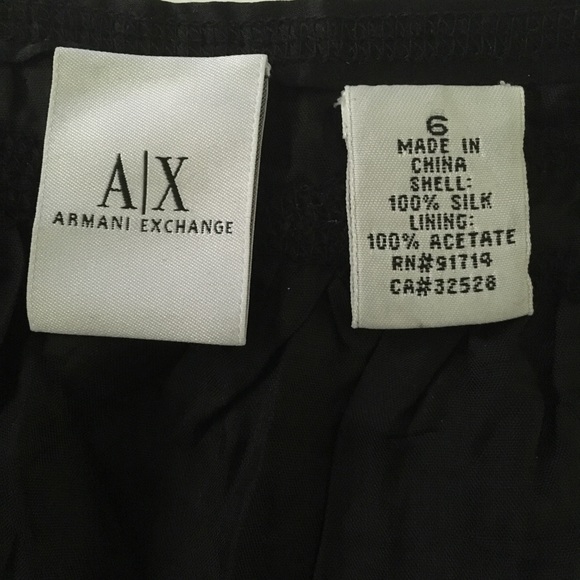 A|X
ARMANI EXCHANGE
6
MADE IN
CHINA
SHELL:
100% SILK
LINING:
100% ACETATE
RN#91714
CA#32528